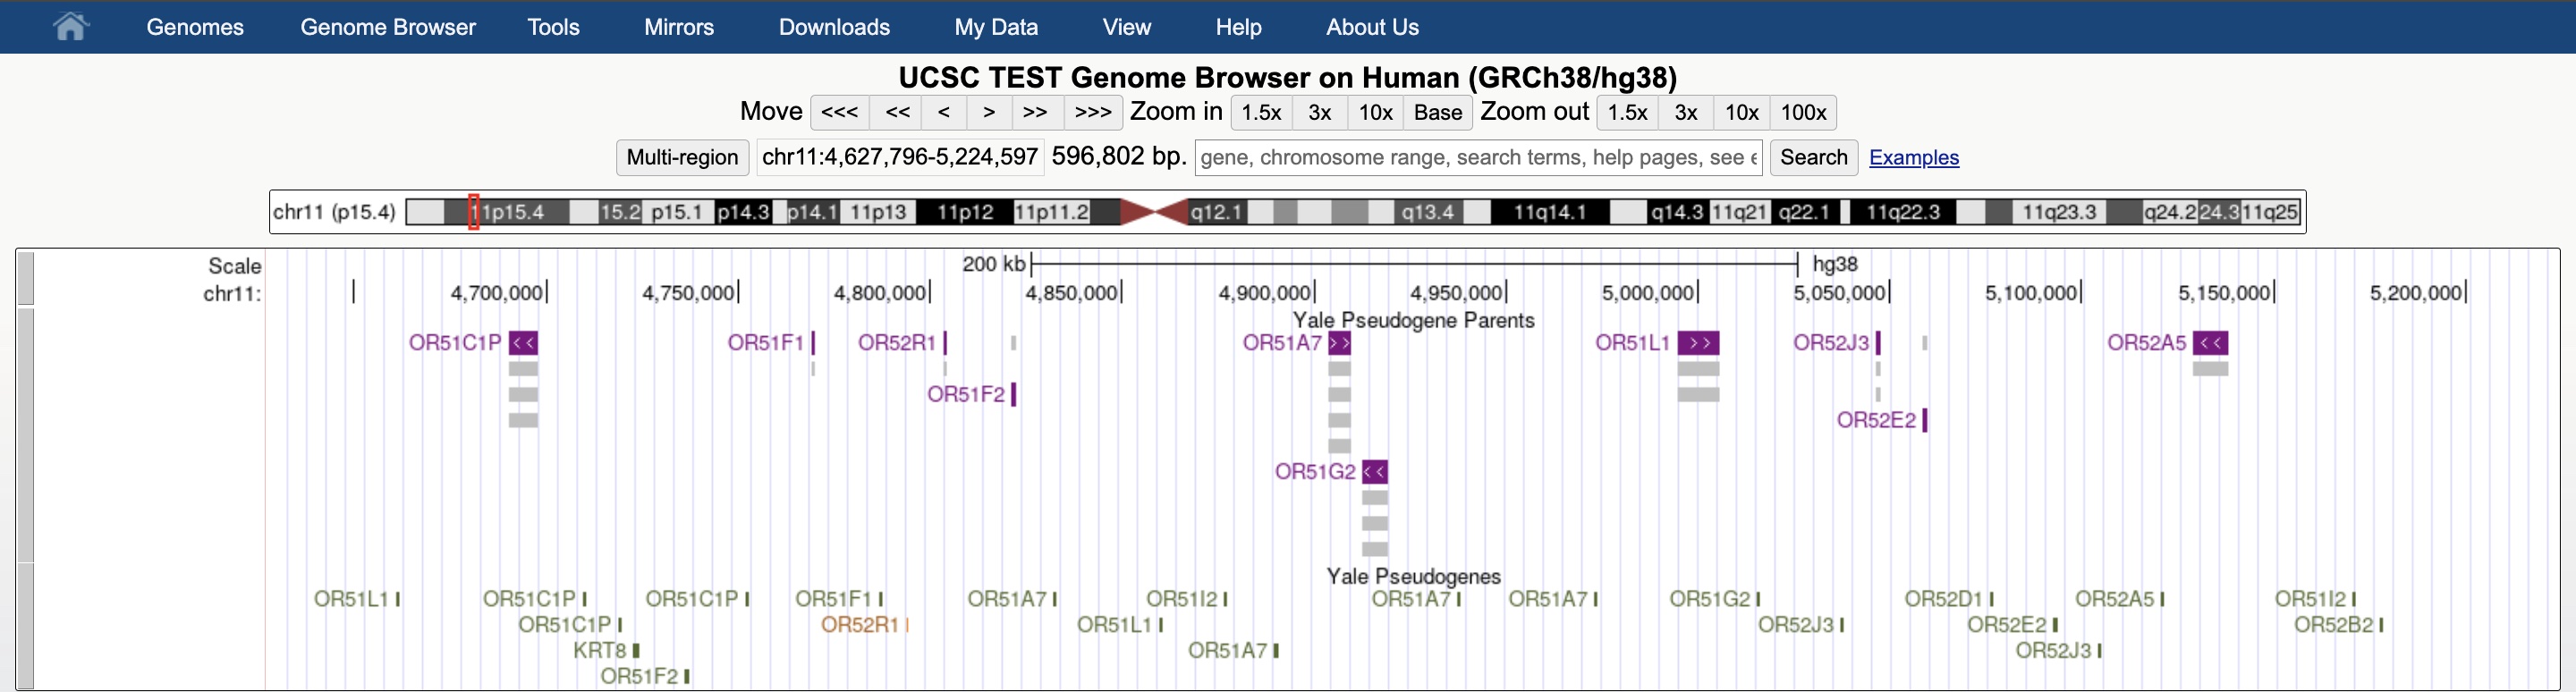 Genomes Genome Browser Tools Mirrors Downloads My Data View Help About Us
UCSC TEST Genome Browser on Human (GRCh38/hg38)
Move <<< << < > >> >>> Zoom in 1.5x 3x 10x Base Zoom out 1.5x 3x 10x 100x
Multi-region chr11:4,627,796-5,224,597 596,802 bp. gene, chromosome range, search terms, help pages, see e Search Examples
chr11 (p15.4) 11p15.4 15.2 p15.1 p14.3 p14.1 11p13 11p12 11p11.2 q12.1 q13.4 11q14.1 q14.3 11q21 q22.1 11q22.3 11q23.3 q24.2 24.3 11q25
Scale 200 kb hg38
chr11: 4,700,000 4,750,000 4,800,000 4,850,000 4,900,000 4,950,000 5,000,000 5,050,000 5,100,000 5,150,000 5,200,000
Yale Pseudogene Parents
OR51C1P << OR51F1 OR52R1 OR51A7 >> OR51L1 >> OR52J3 OR52A5 <<
OR51F2
OR52E2
OR51G2 <<
Yale Pseudogenes
OR51L1 OR51C1P OR51C1P OR51F1 OR51A7 OR51I2 OR51A7 OR51A7 OR51G2 OR52D1 OR52A5 OR51I2
OR51C1P OR52R1 OR51L1 OR52J3 OR52E2 OR52B2
KRT8 OR51A7 OR52J3
OR51F2